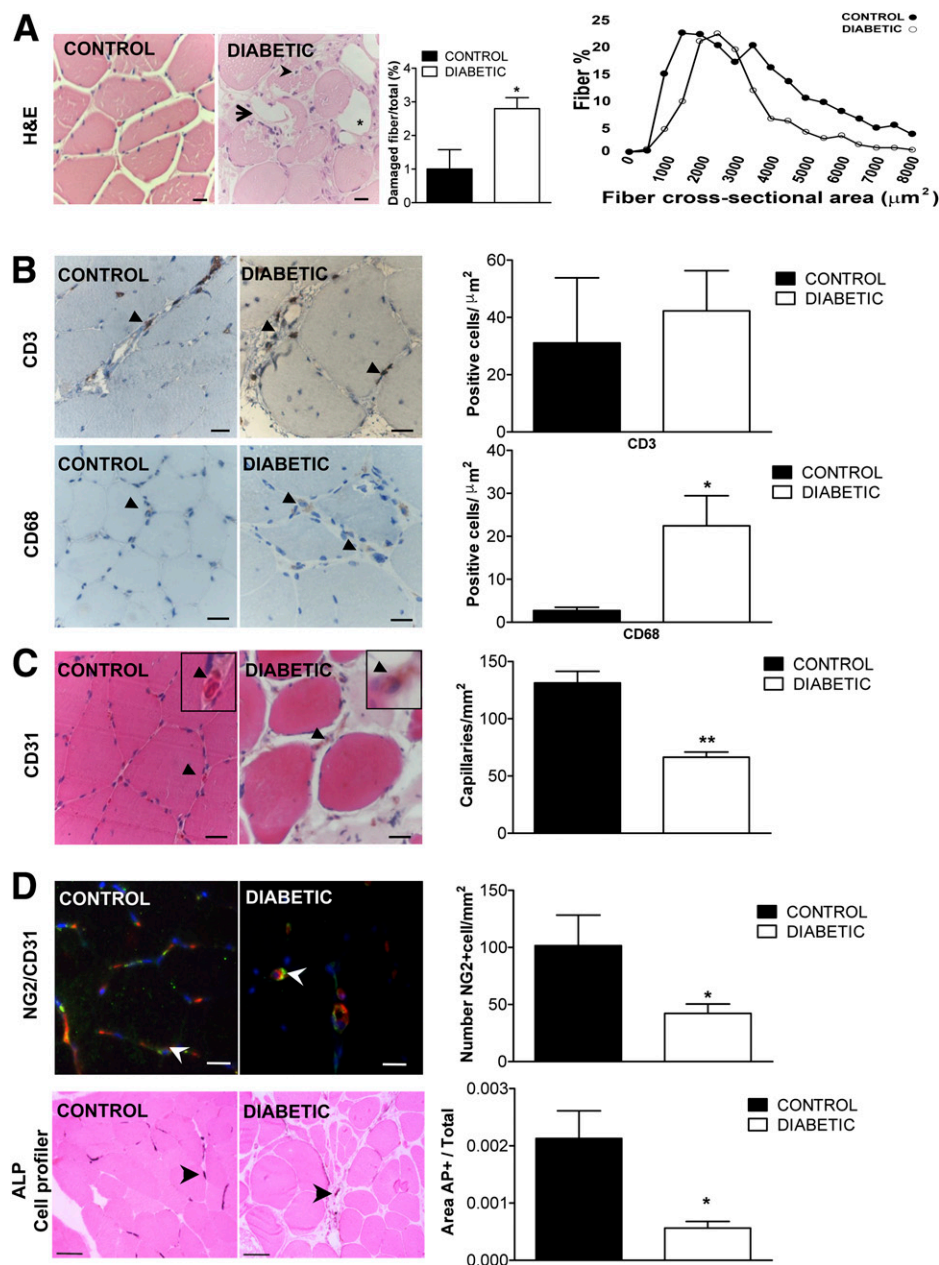 A
H&E
CONTROL
DIABETIC
*
Damaged fiber/total (%)
4
3
2
1
0
CONTROL
DIABETIC
*
Fiber %
25
20
15
10
5
0
CONTROL
DIABETIC
0
1000
2000
3000
4000
5000
6000
7000
8000
Fiber cross-sectional area (μm²)
B
CD3
CONTROL
DIABETIC
Positive cells/ μm²
60
40
20
0
CONTROL
DIABETIC
CD3
CD68
CONTROL
DIABETIC
Positive cells/ μm²
40
30
20
10
0
*
CONTROL
DIABETIC
CD68
C
CD31
CONTROL
DIABETIC
Capillaries/mm²
150
100
50
0
**
CONTROL
DIABETIC
D
NG2/CD31
CONTROL
DIABETIC
Number NG2+cell/mm²
150
100
50
0
*
CONTROL
DIABETIC
ALP
Cell profiler
CONTROL
DIABETIC
Area AP+ / Total
0.003
0.002
0.001
0.000
*
CONTROL
DIABETIC